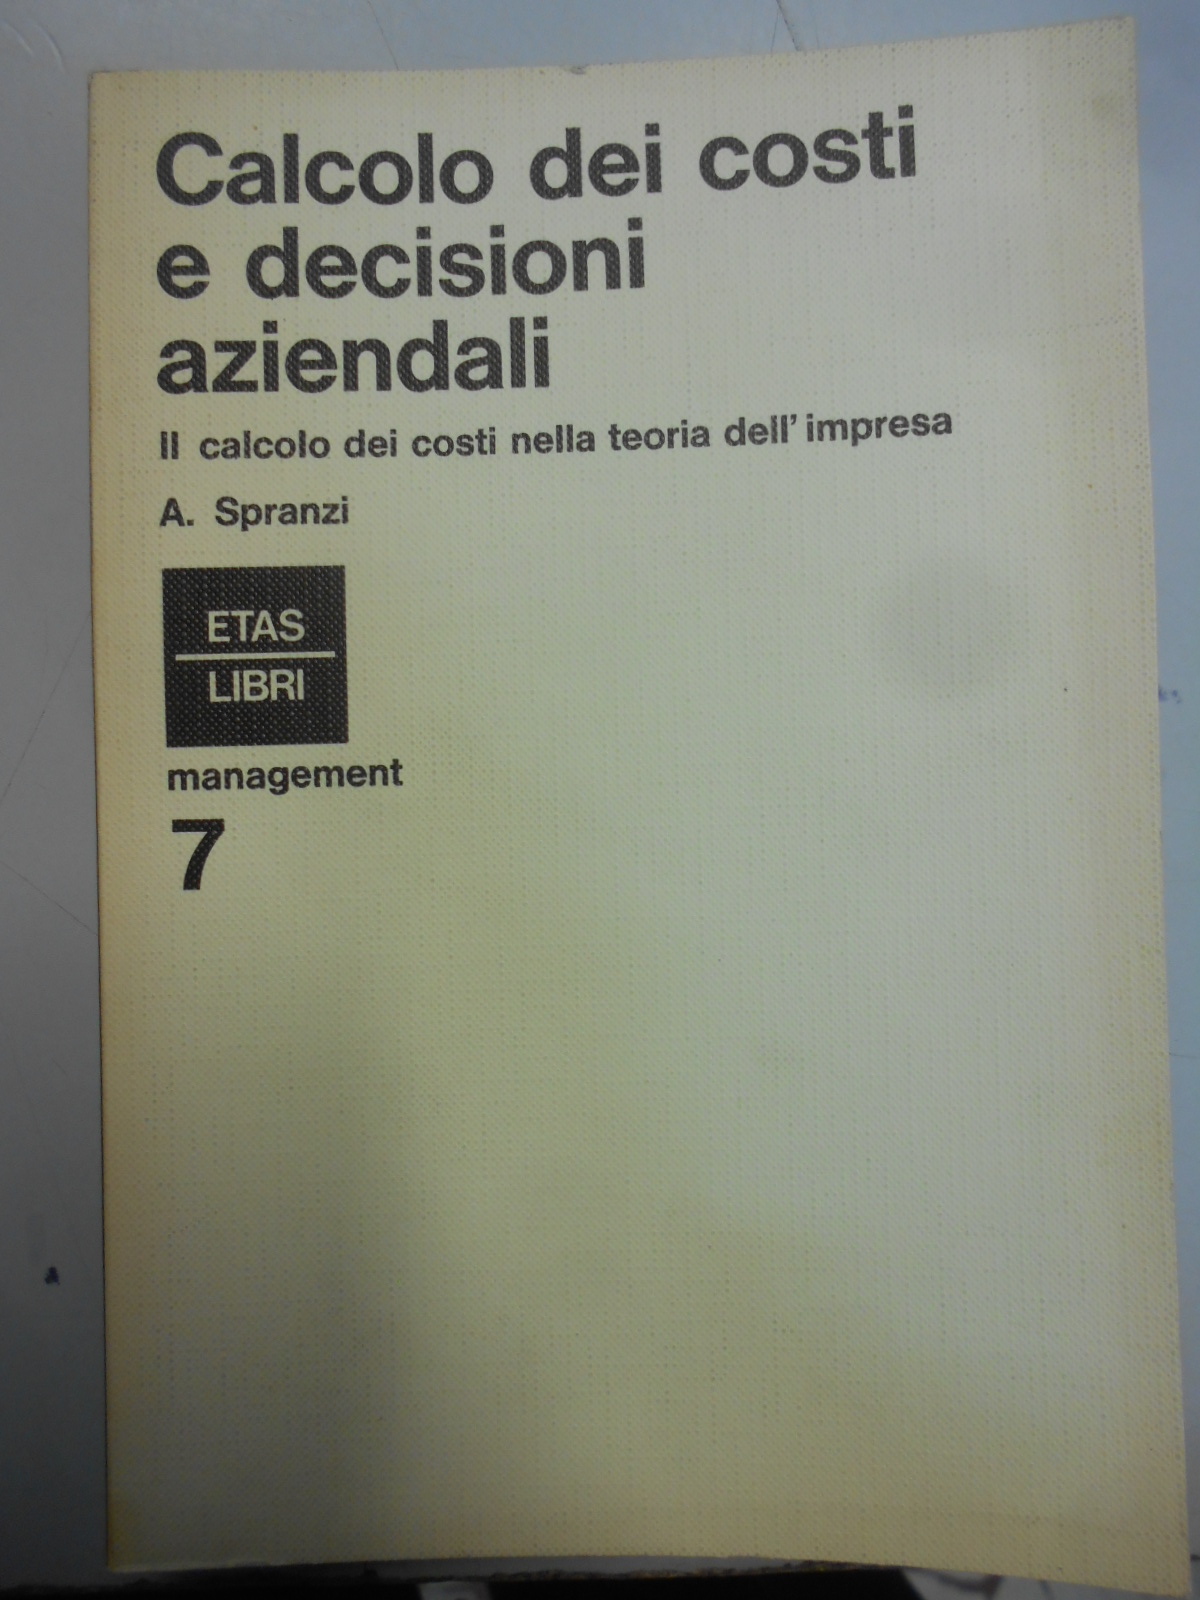 Calcolo dei costi
e decisioni
aziendali
Il calcolo dei costi nella teoria dell'impresa
A. Spranzi
ETAS
LIBRI
management
7